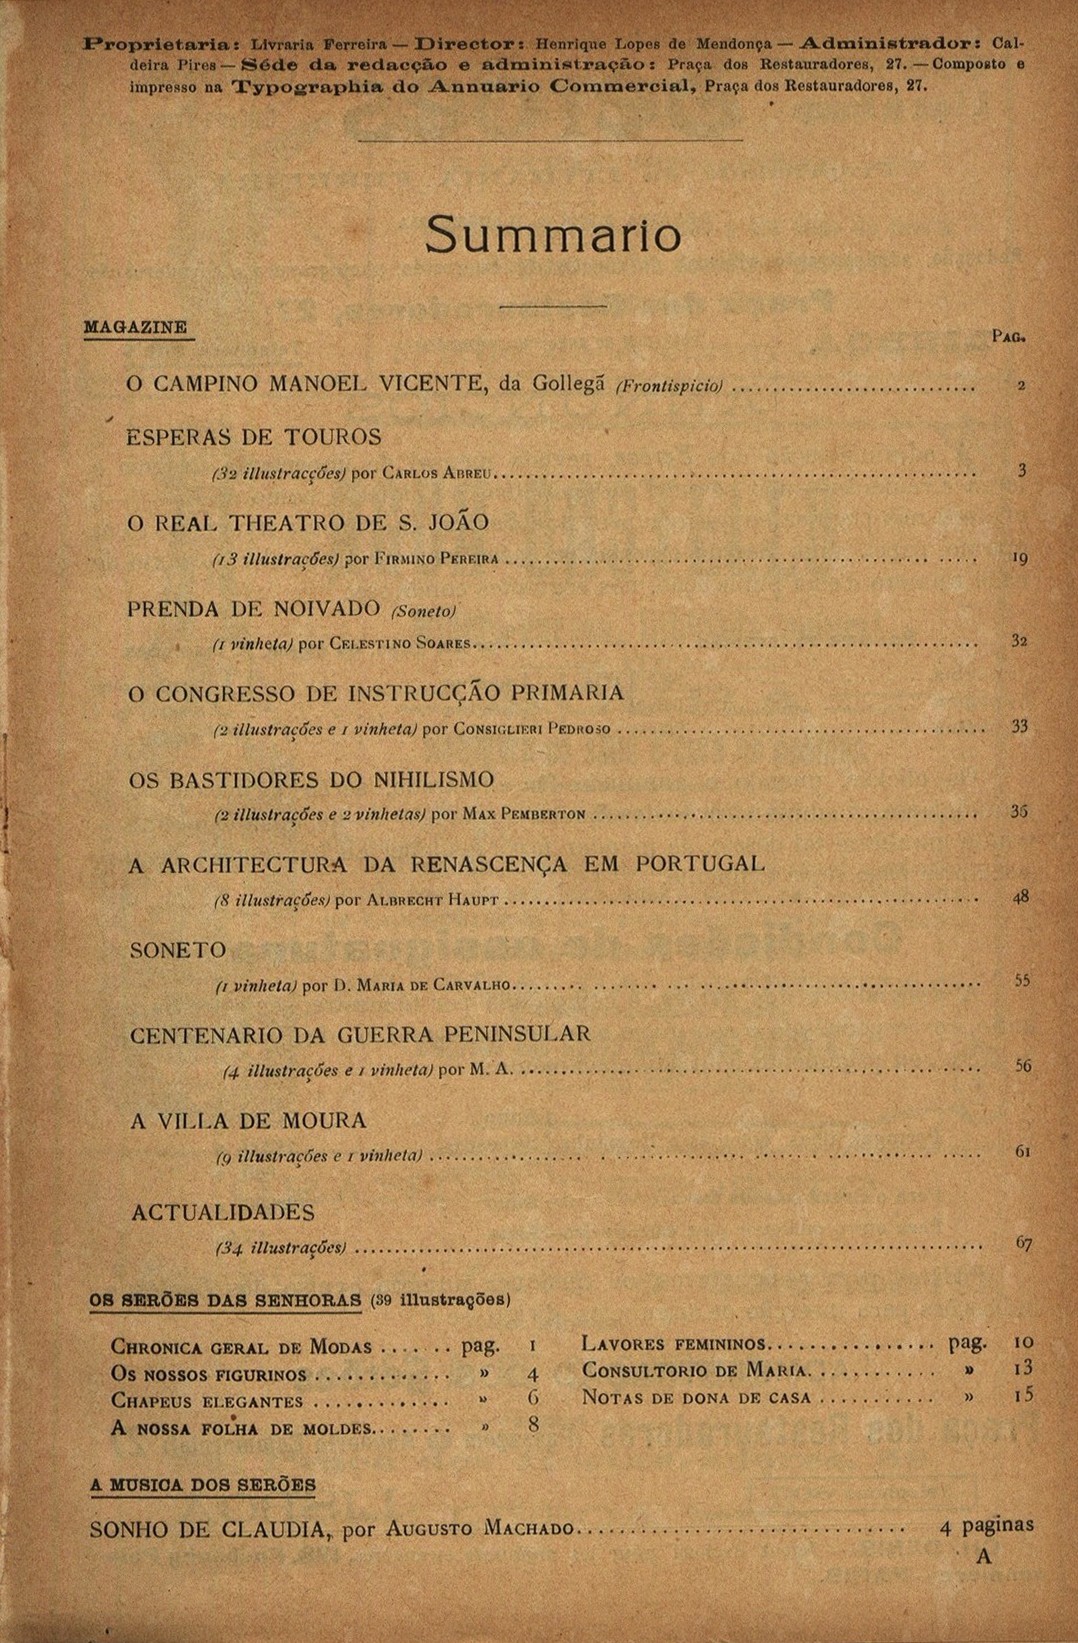 Proprietaria: Livraria Ferreira — Director: Henrique Lopes de Mendonça — Administrador: Cal-
deira Pires — Séde da redacção e administração: Praça dos Restauradores, 27. — Composto e
impresso na Typographia do Annuario Commercial, Praça dos Restauradores, 27.
Summario
MAGAZINE
PAG.
O CAMPINO MANOEL VICENTE, da Gollegã (Frontispicio) ........................... 2
ESPERAS DE TOUROS
(32 illustracções) por CARLOS ABREU........................... 3
O REAL THEATRO DE S. JOÃO
(13 illustrações) por FIRMINO PEREIRA ........................... 19
PRENDA DE NOIVADO (Soneto)
(1 vinheta) por CELESTINO SOARES........................... 32
O CONGRESSO DE INSTRUCÇÃO PRIMARIA
(2 illustrações e 1 vinheta) por CONSIGLIERI PEDROSO ........................... 33
OS BASTIDORES DO NIHILISMO
(2 illustrações e 2 vinhetas) por MAX PEMBERTON ........................... 36
A ARCHITECTURA DA RENASCENÇA EM PORTUGAL
(8 illustrações) por ALBRECHT HAUPT ........................... 48
SONETO
(1 vinheta) por D. MARIA DE CARVALHO........................... 55
CENTENARIO DA GUERRA PENINSULAR
(4 illustrações e 1 vinheta) por M. A. ........................... 56
A VILLA DE MOURA
(9 illustrações e 1 vinheta) ........................... 61
ACTUALIDADES
(34 illustrações) ........................... 67
OS SERÕES DAS SENHORAS (39 illustrações)
CHRONICA GERAL DE MODAS ....... pag. 1
OS NOSSOS FIGURINOS ............. » 4
CHAPEUS ELEGANTES ............. » 6
A NOSSA FOLHA DE MOLDES........ » 8
LAVORES FEMININOS................ pag. 10
CONSULTORIO DE MARIA............ » 13
NOTAS DE DONA DE CASA ........... » 15
A MUSICA DOS SERÕES
SONHO DE CLAUDIA, por AUGUSTO MACHADO........................... 4 paginas
A